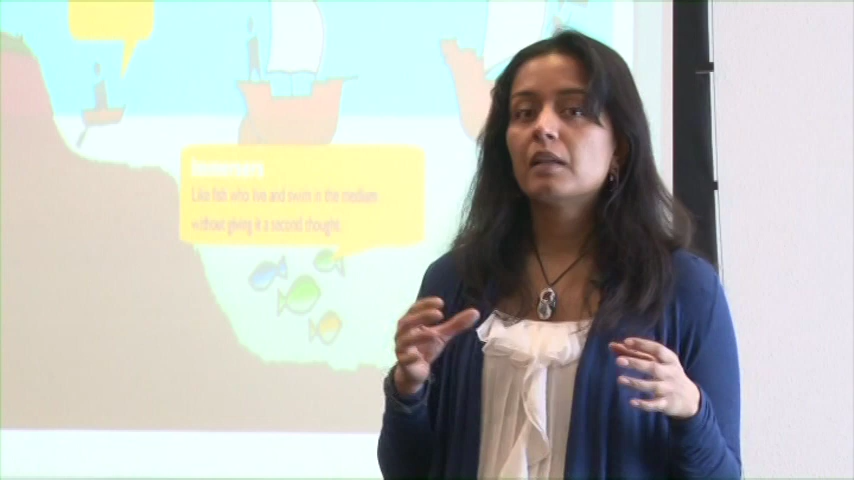 Like fish who live and swim in the medium
without giving it a second thought.